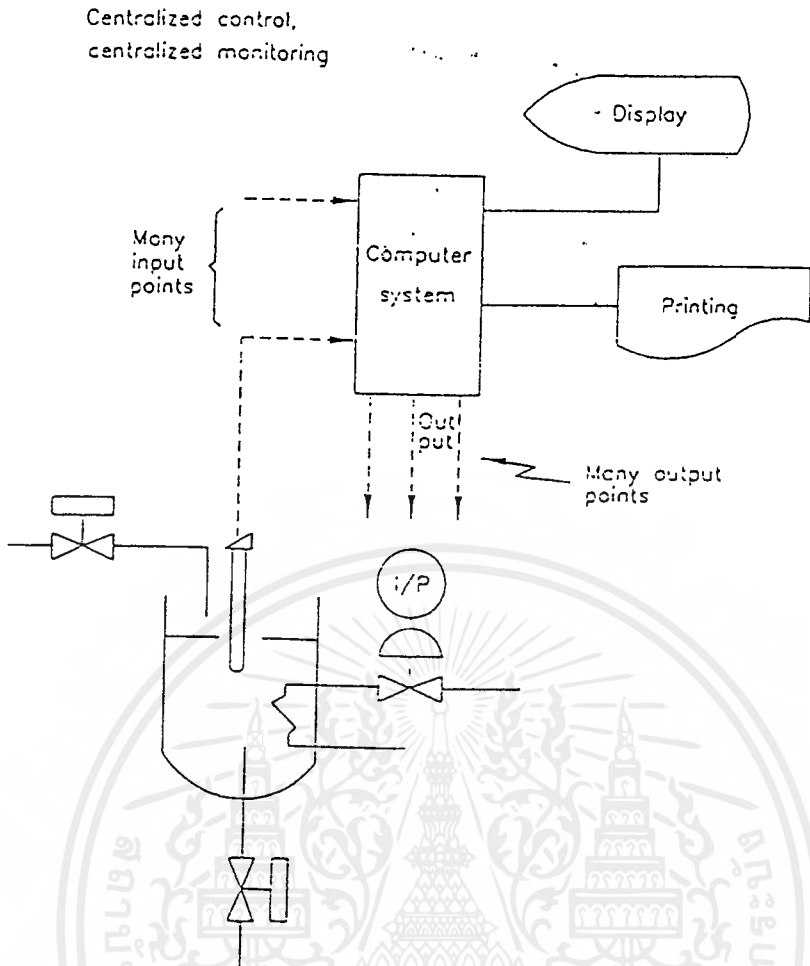 Centralized control,
centralized monitoring
Display
Many
input
points
Computer
system
Printing
Out
put
Many output
points
i/P